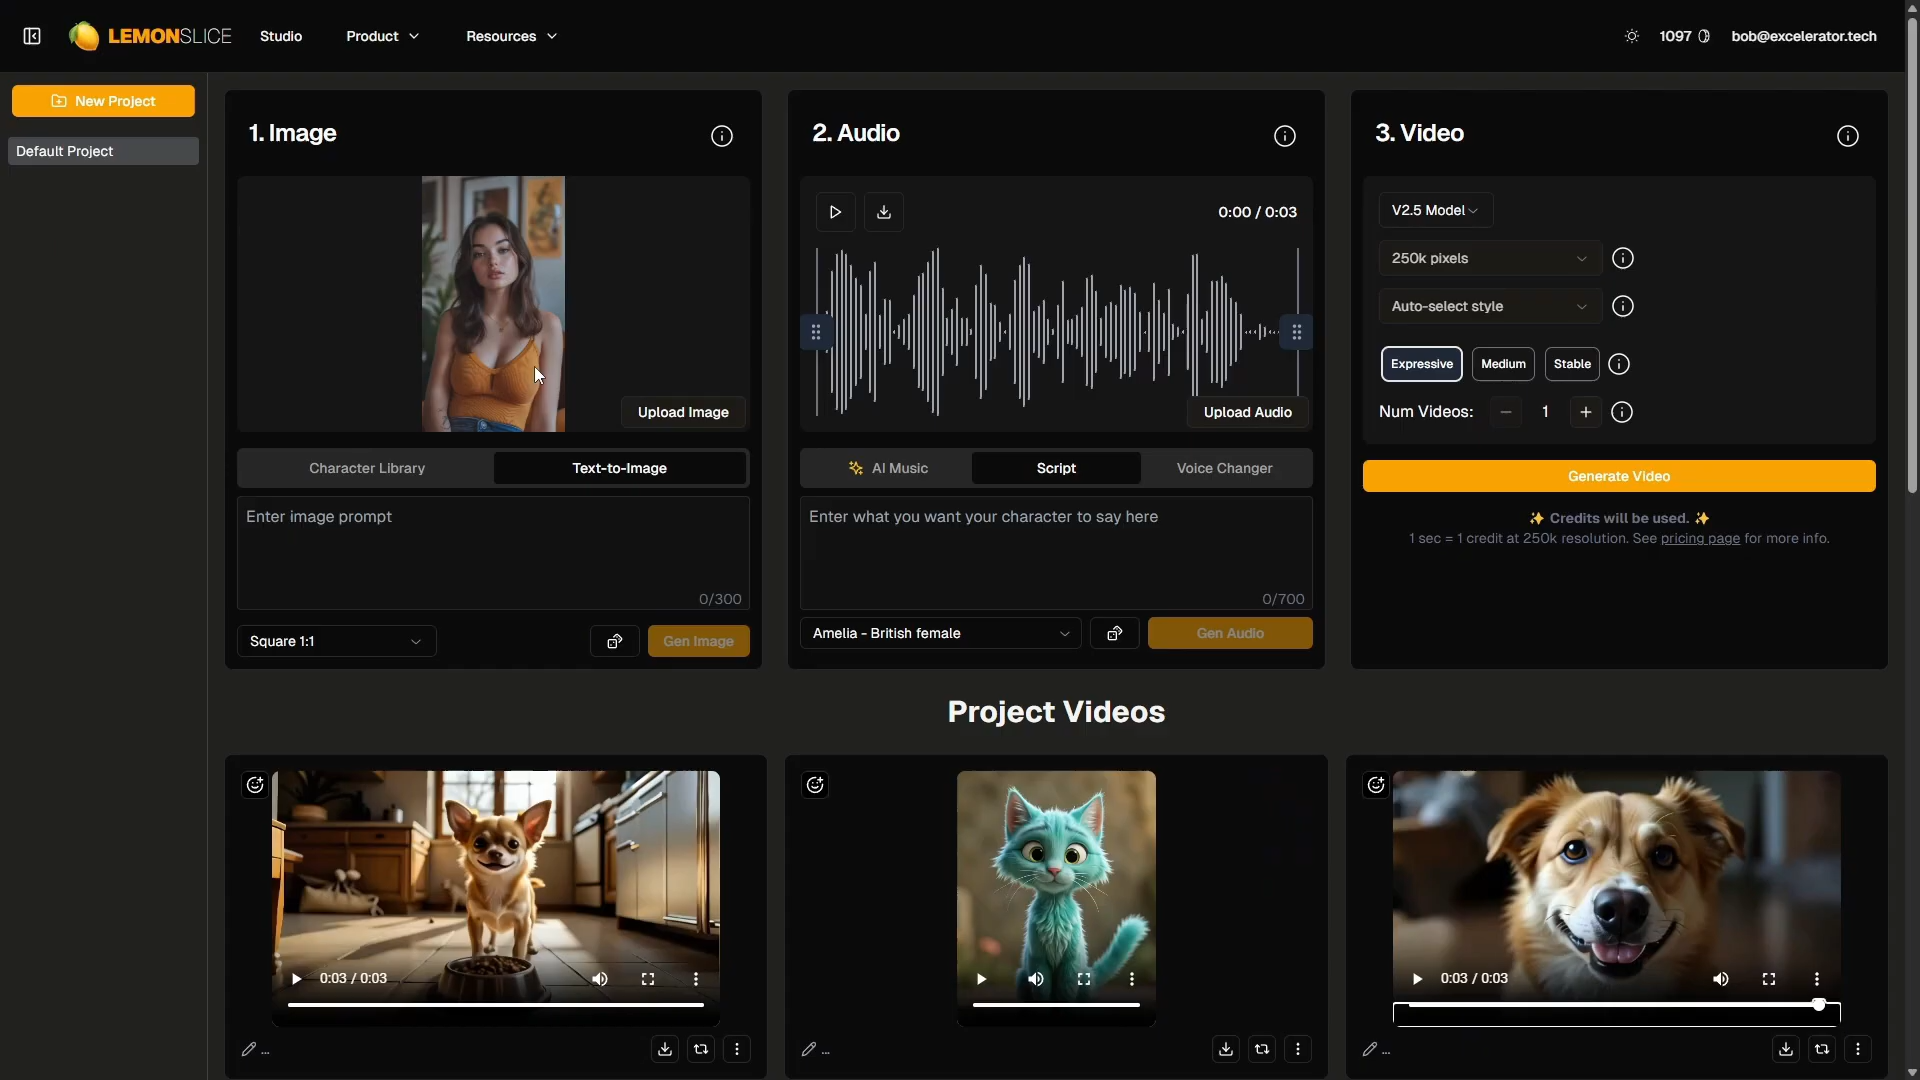 LEMONSLICE
Studio
Product
Resources
1097
bob@excelerator.tech
New Project
Default Project
1. Image
Upload Image
Character Library
Text-to-Image
Enter image prompt
0/300
Square 1:1
Gen Image
2. Audio
0:00 / 0:03
Upload Audio
AI Music
Script
Voice Changer
Enter what you want your character to say here
0/700
Amelia - British female
Gen Audio
3. Video
V2.5 Model
250k pixels
Auto-select style
Expressive
Medium
Stable
Num Videos:
1
Generate Video
✨ Credits will be used. ✨
1 sec = 1 credit at 250k resolution. See pricing page for more info.
Project Videos
0:03 / 0:03
...
...
0:03 / 0:03
...